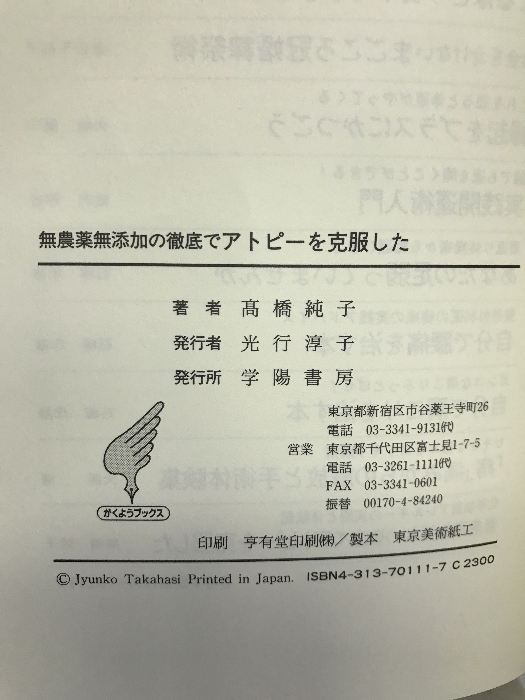 無農薬無添加の徹底でアトピーを克服した
著者 髙橋純子
発行者 光行淳子
発行所 学陽書房
東京都新宿区市谷薬王寺町26
電話 03-3341-9131㈹
営業 東京都千代田区富士見1-7-5
電話 03-3261-1111㈹
FAX 03-3341-0601
振替 00170-4-84240
がくようブックス
印刷 亨有堂印刷㈱／製本 東京美術紙工
© Jyunko Takahasi Printed in Japan. ISBN4-313-70111-7 C2300